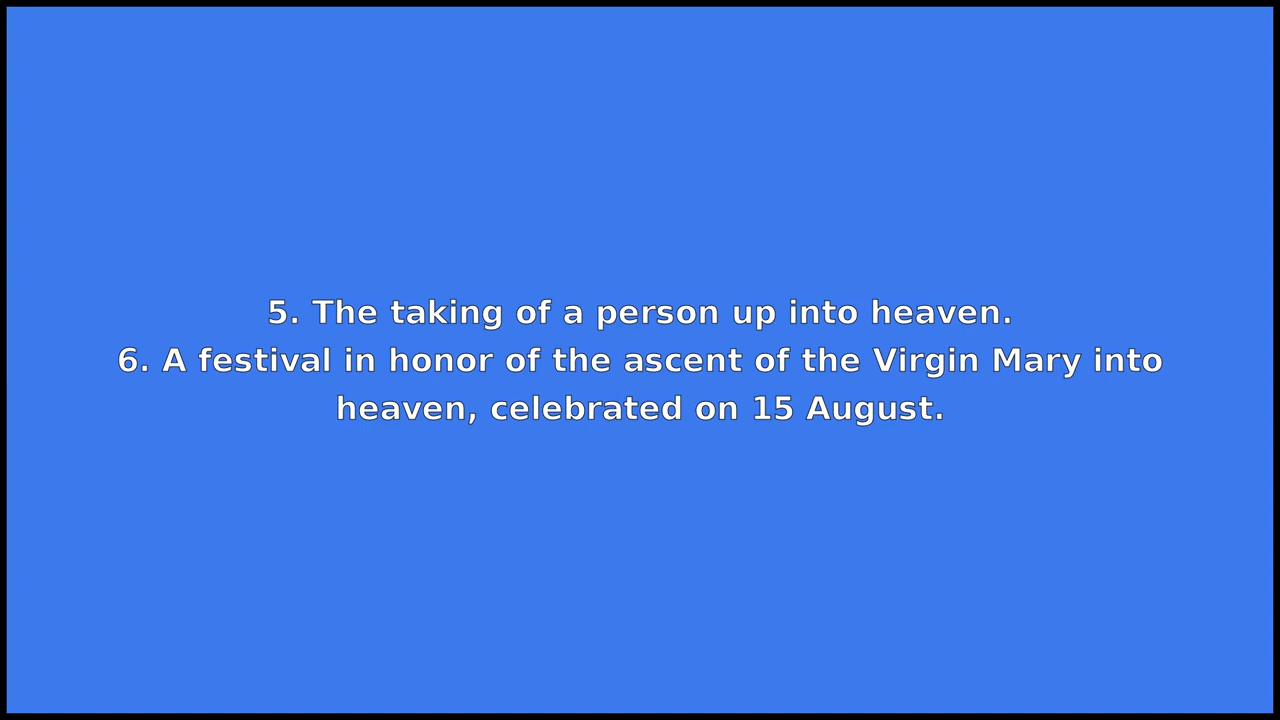 5. The taking of a person up into heaven.
6. A festival in honor of the ascent of the Virgin Mary into
heaven, celebrated on 15 August.